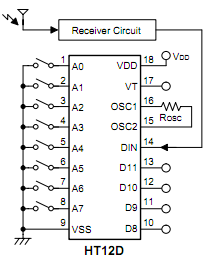 Receiver Circuit
1 A0 VDD 18 VDD
2 A1 VT 17
3 A2 OSC1 16
Rosc
4 A3 OSC2 15
5 A4 DIN 14
6 A5 D11 13
7 A6 D10 12
8 A7 D9 11
9 VSS D8 10
HT12D